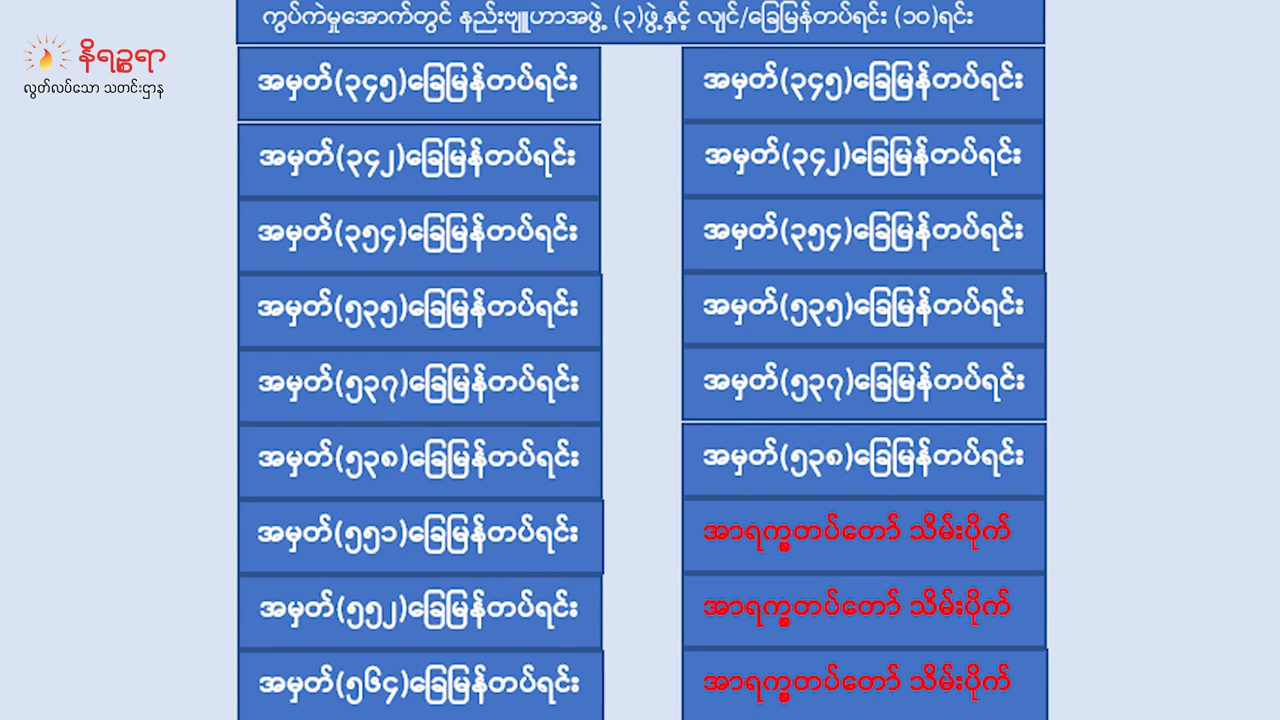 ကွပ်ကဲမှုအောက်တွင် နည်းဗျူဟာအဖွဲ့ (၃)ဖွဲ့နှင့် လျင်/ခြေမြန်တပ်ရင်း (၁၀)ရင်း
နိရဉ္စရာ
လွတ်လပ်သော သတင်းဌာန
အမှတ်(၃၄၅)ခြေမြန်တပ်ရင်း
အမှတ်(၃၄၅)ခြေမြန်တပ်ရင်း
အမှတ်(၃၄၂)ခြေမြန်တပ်ရင်း
အမှတ်(၃၄၂)ခြေမြန်တပ်ရင်း
အမှတ်(၃၅၄)ခြေမြန်တပ်ရင်း
အမှတ်(၃၅၄)ခြေမြန်တပ်ရင်း
အမှတ်(၅၃၅)ခြေမြန်တပ်ရင်း
အမှတ်(၅၃၅)ခြေမြန်တပ်ရင်း
အမှတ်(၅၃၇)ခြေမြန်တပ်ရင်း
အမှတ်(၅၃၇)ခြေမြန်တပ်ရင်း
အမှတ်(၅၃၈)ခြေမြန်တပ်ရင်း
အမှတ်(၅၃၈)ခြေမြန်တပ်ရင်း
အမှတ်(၅၅၁)ခြေမြန်တပ်ရင်း
အာရက္ခတပ်တော် သိမ်းပိုက်
အမှတ်(၅၅၂)ခြေမြန်တပ်ရင်း
အာရက္ခတပ်တော် သိမ်းပိုက်
အမှတ်(၅၆၄)ခြေမြန်တပ်ရင်း
အာရက္ခတပ်တော် သိမ်းပိုက်